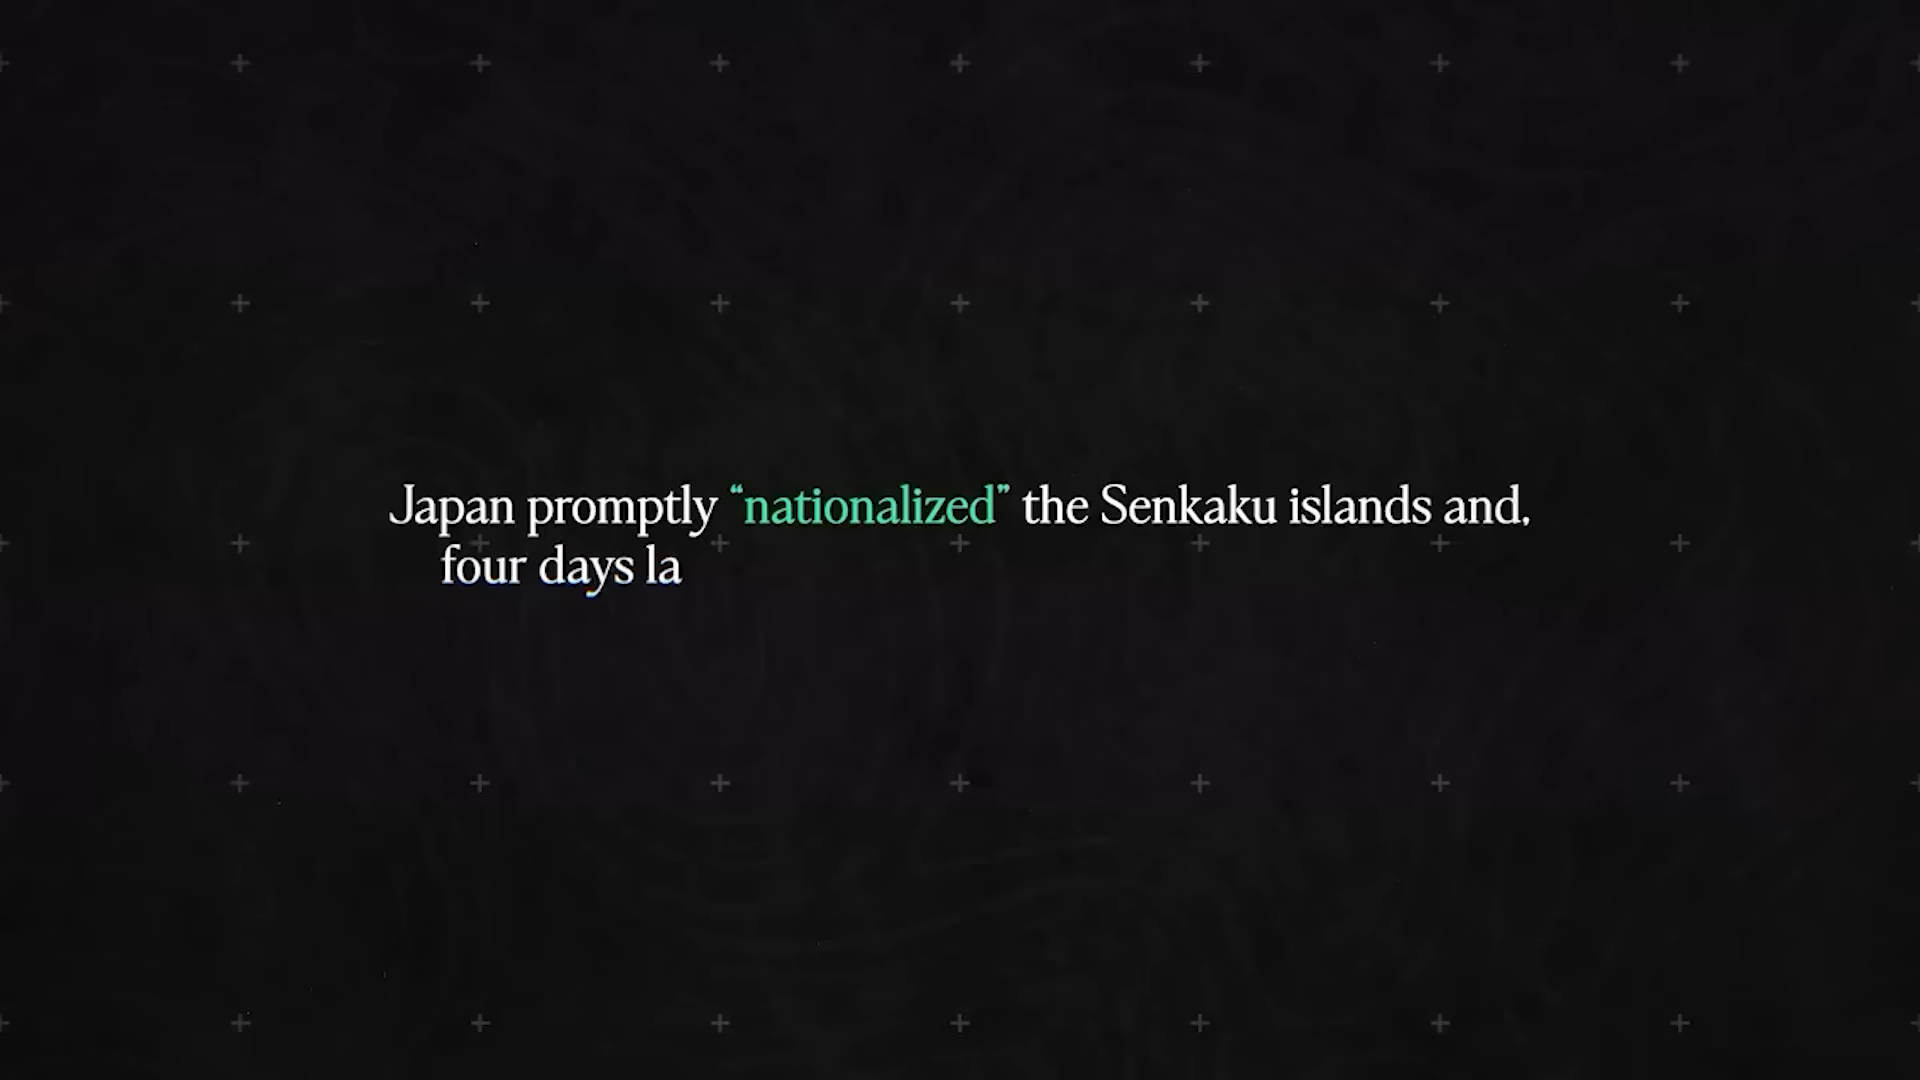 Japan promptly “nationalized” the Senkaku islands and,
four days la